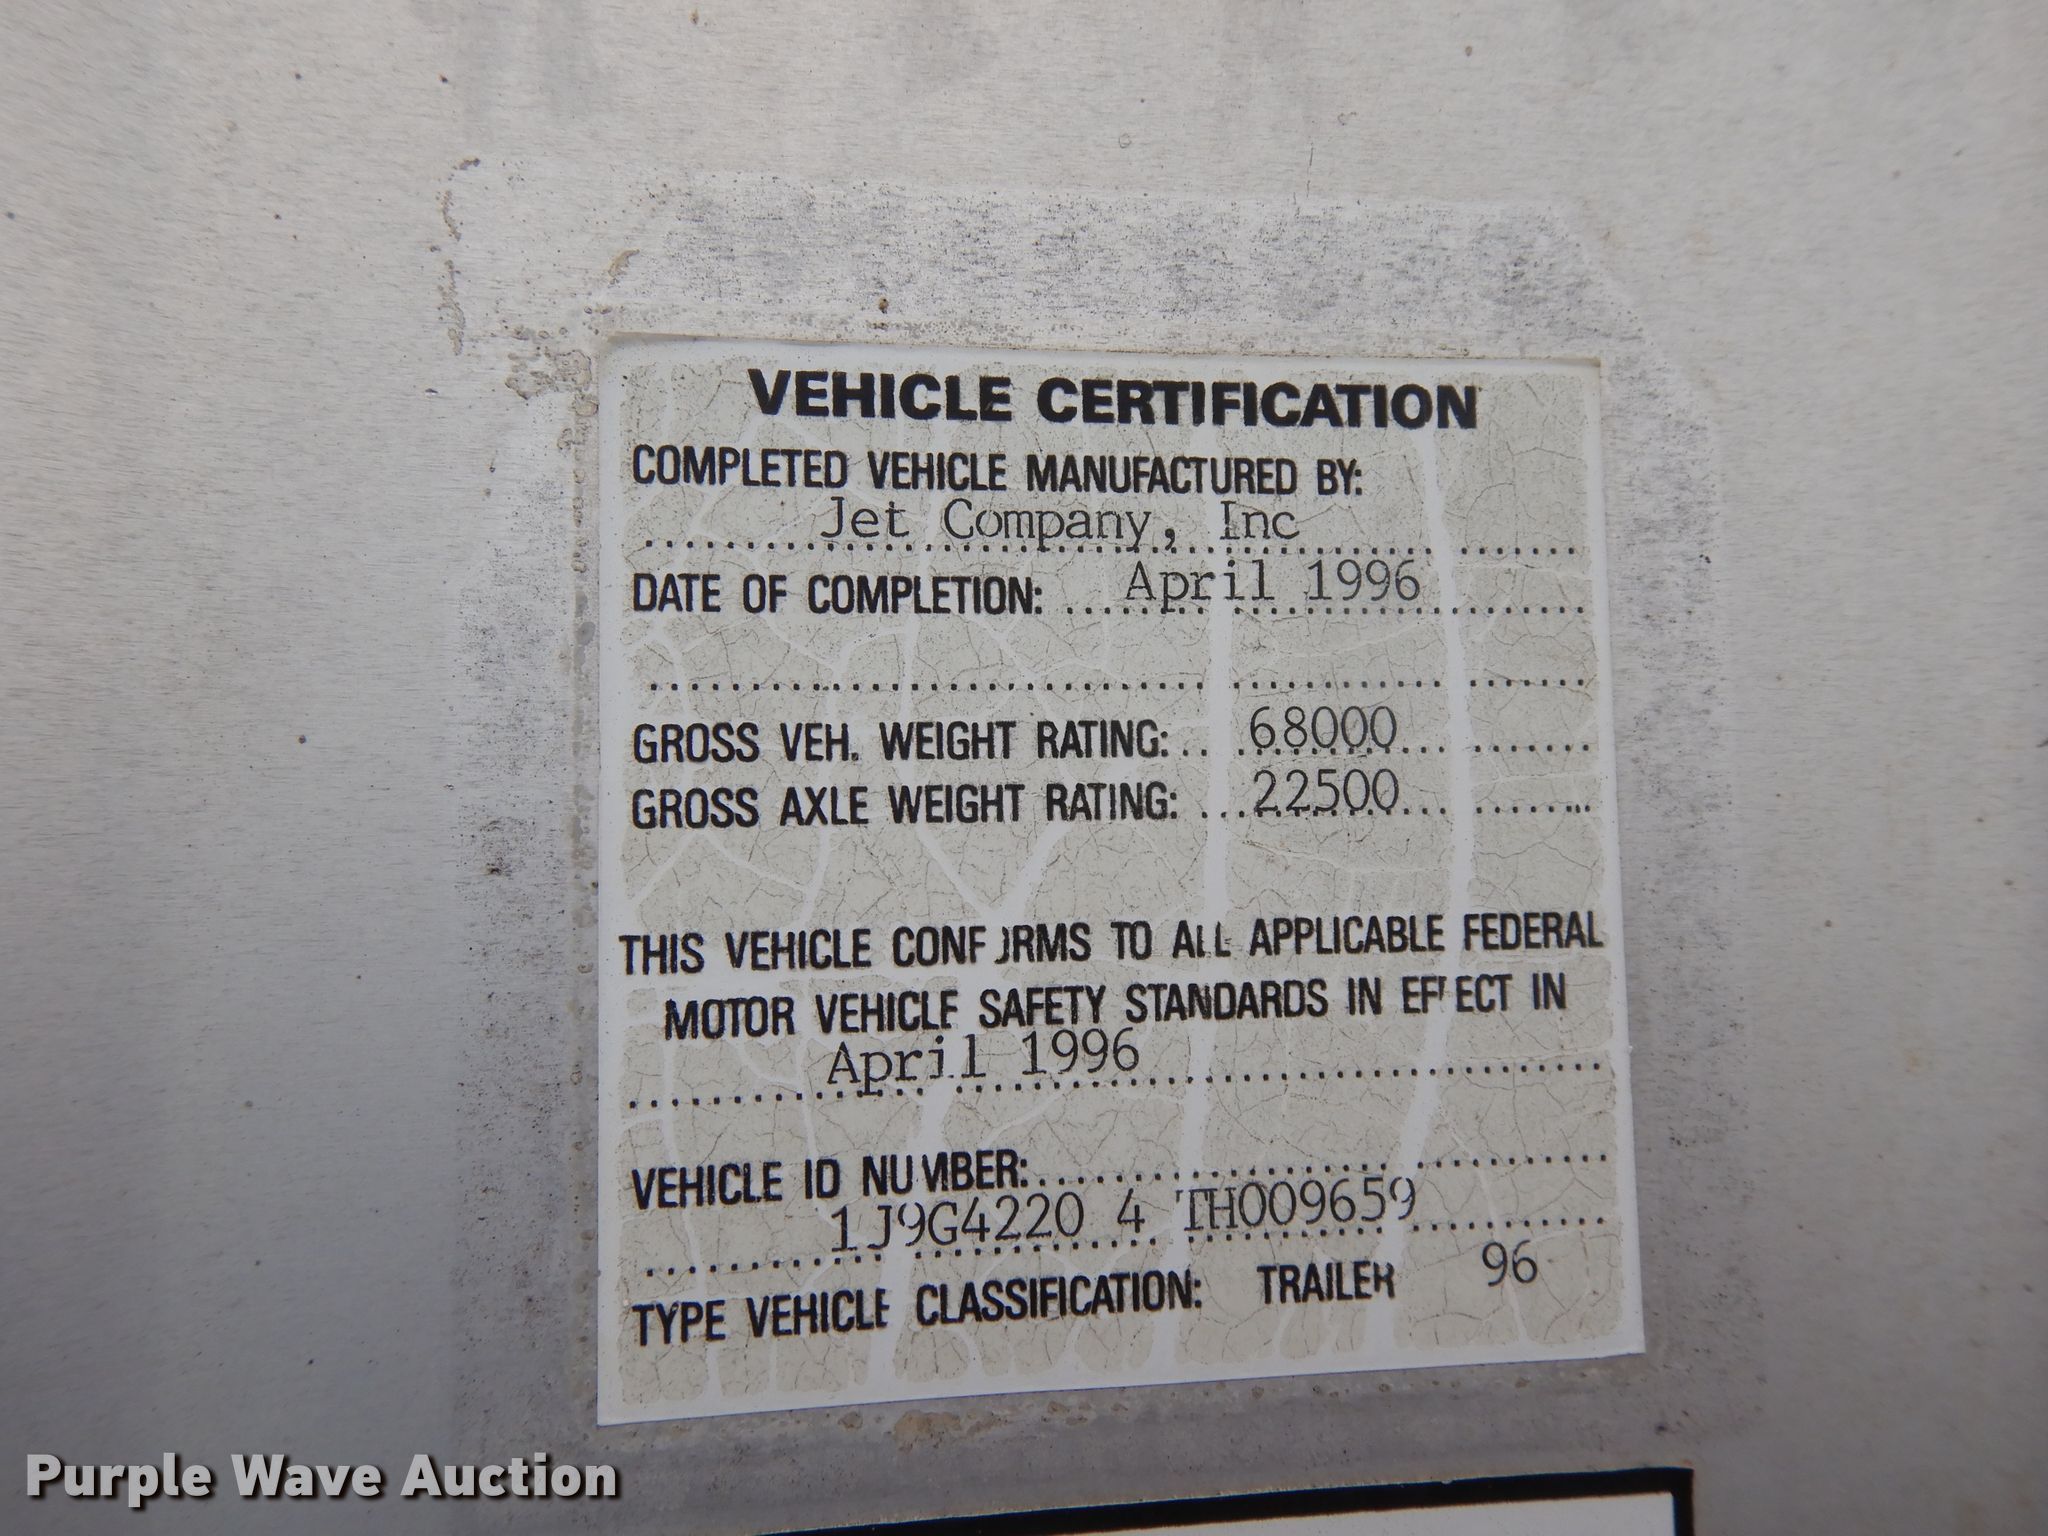 VEHICLE CERTIFICATION
COMPLETED VEHICLE MANUFACTURED BY:
Jet Company, Inc
DATE OF COMPLETION: April 1996
GROSS VEH. WEIGHT RATING: 68000
GROSS AXLE WEIGHT RATING: 22500
THIS VEHICLE CONFORMS TO ALL APPLICABLE FEDERAL
MOTOR VEHICLE SAFETY STANDARDS IN EFFECT IN
April 1996
VEHICLE ID NUMBER:
1J9G4220 4 TH009659
TYPE VEHICLE CLASSIFICATION: TRAILER 96
Purple Wave Auction